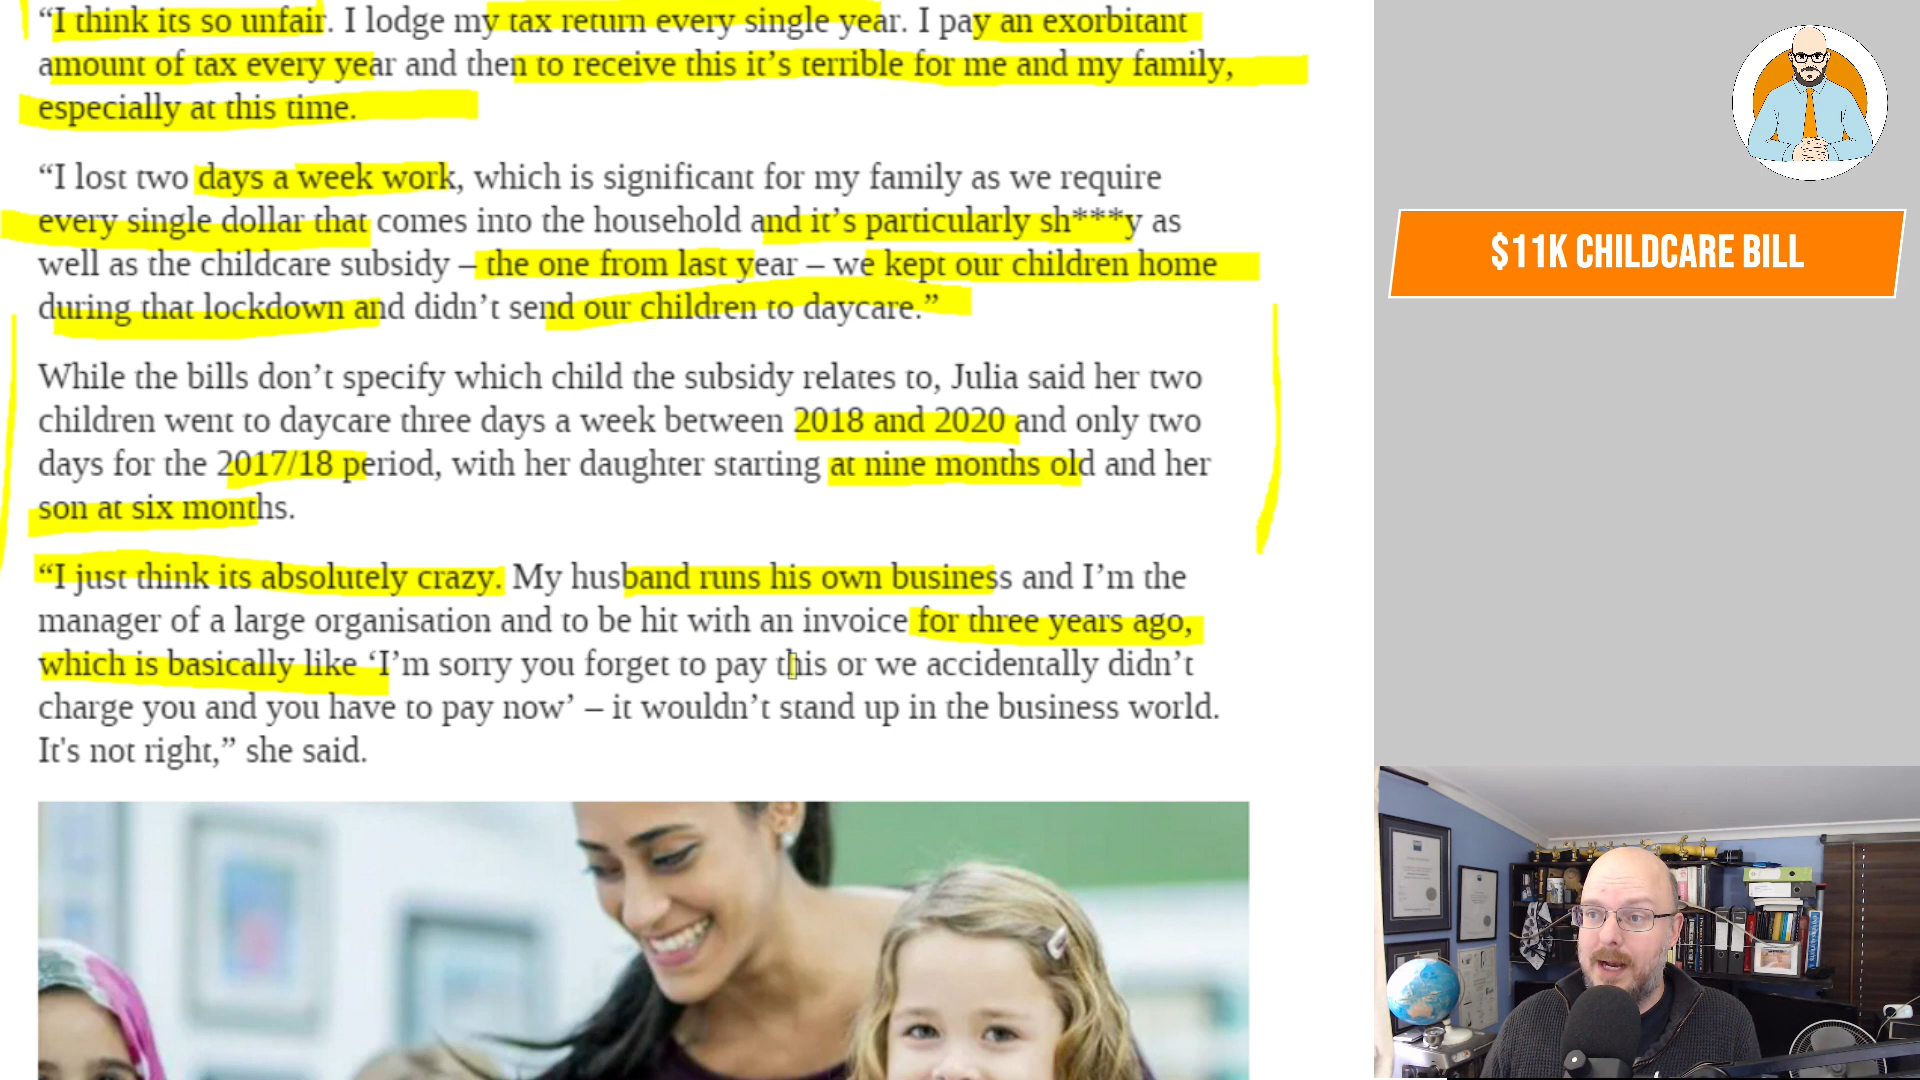 “I think its so unfair. I lodge my tax return every single year. I pay an exorbitant
amount of tax every year and then to receive this it’s terrible for me and my family,
especially at this time.
“I lost two days a week work, which is significant for my family as we require
every single dollar that comes into the household and it’s particularly sh***y as
well as the childcare subsidy – the one from last year – we kept our children home
during that lockdown and didn’t send our children to daycare.”
While the bills don’t specify which child the subsidy relates to, Julia said her two
children went to daycare three days a week between 2018 and 2020 and only two
days for the 2017/18 period, with her daughter starting at nine months old and her
son at six months.
“I just think its absolutely crazy. My husband runs his own business and I’m the
manager of a large organisation and to be hit with an invoice for three years ago,
which is basically like ‘I’m sorry you forget to pay this or we accidentally didn’t
charge you and you have to pay now’ – it wouldn’t stand up in the business world.
It's not right,” she said.
$11K CHILDCARE BILL